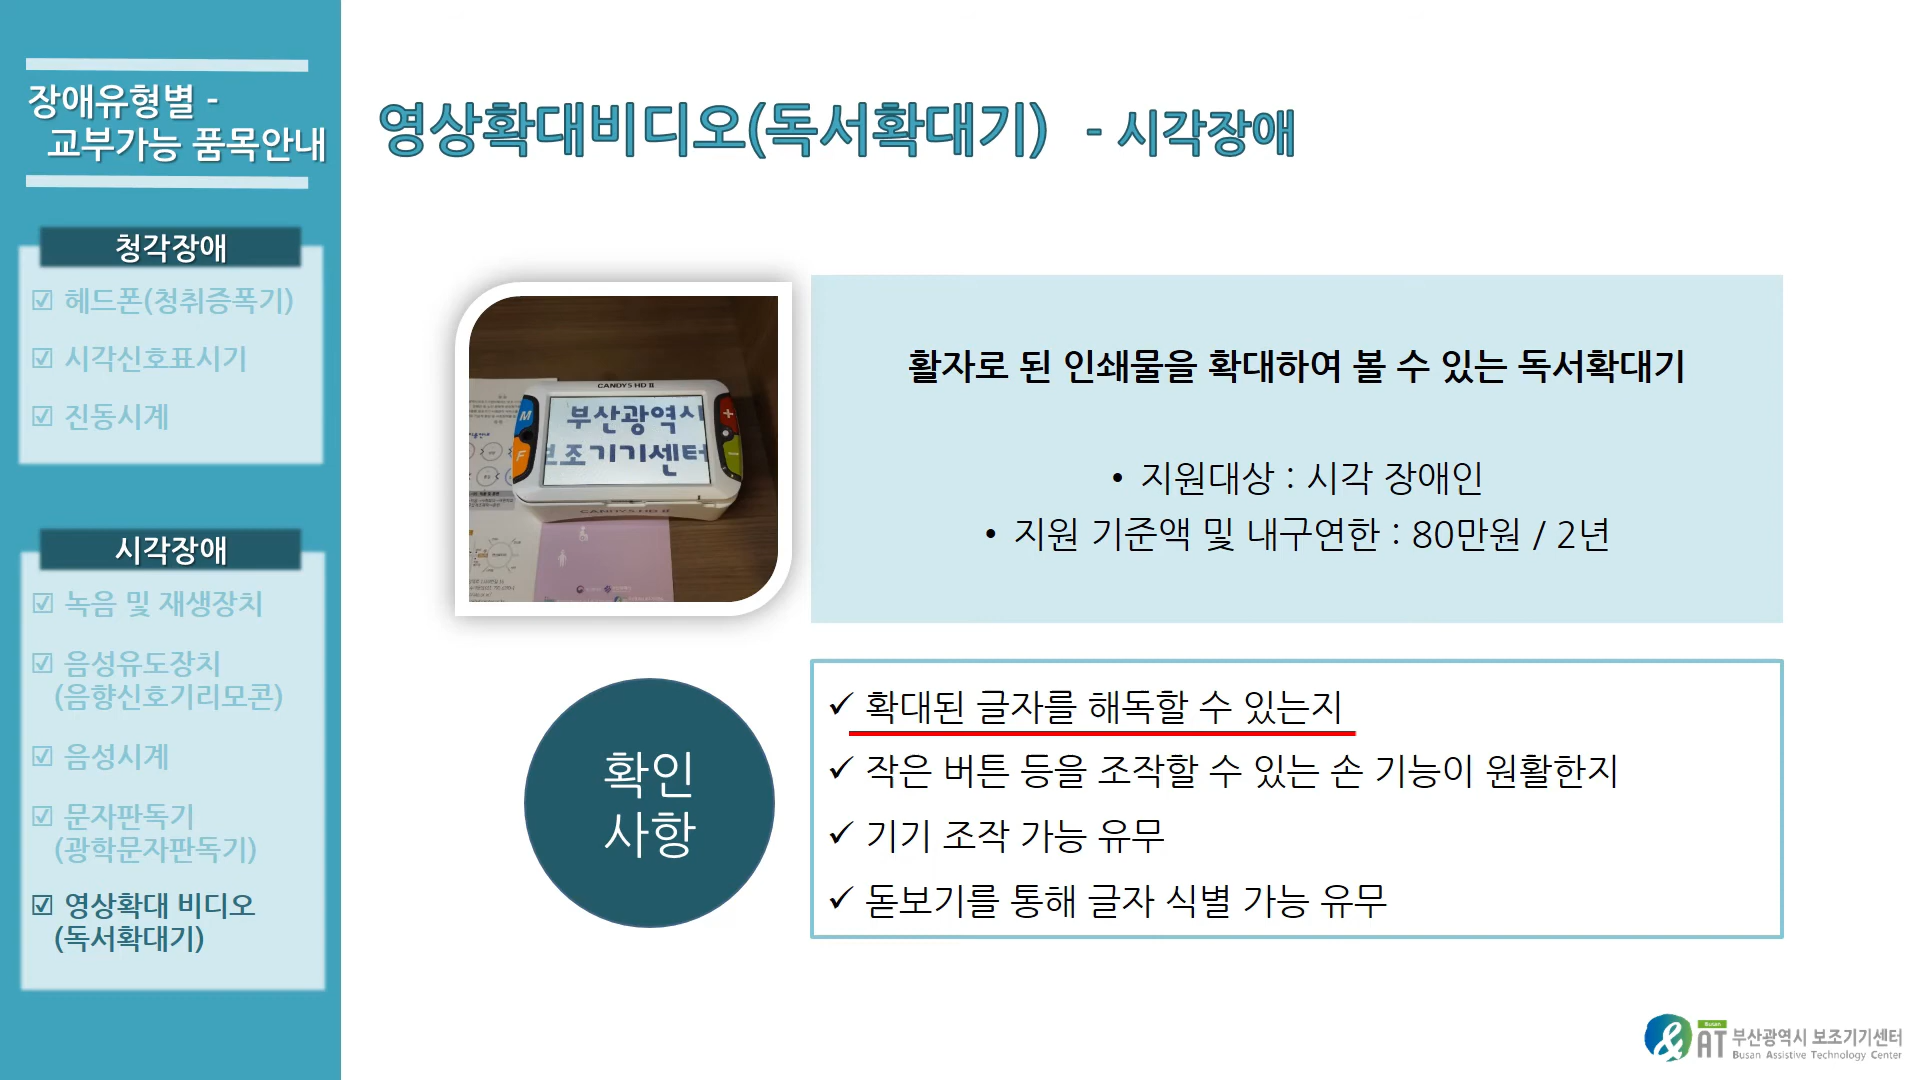 장애유형별 -
교부가능 품목안내
청각장애
☑ 헤드폰(청취증폭기)
☑ 시각신호표시기
☑ 진동시계
시각장애
☑ 녹음 및 재생장치
☑ 음성유도장치
(음향신호기리모콘)
☑ 음성시계
☑ 문자판독기
(광학문자판독기)
☑ 영상확대 비디오
(독서확대기)
영상확대비디오(독서확대기) - 시각장애
CANDY5 HD II
M
F
부산광역시
보조기기센터
CANDY5 HD II
활자로 된 인쇄물을 확대하여 볼 수 있는 독서확대기
• 지원대상 : 시각 장애인
• 지원 기준액 및 내구연한 : 80만원 / 2년
확인
사항
✓ 확대된 글자를 해독할 수 있는지
✓ 작은 버튼 등을 조작할 수 있는 손 기능이 원활한지
✓ 기기 조작 가능 유무
✓ 돋보기를 통해 글자 식별 가능 유무
& Busan AT 부산광역시 보조기기센터
Busan Assistive Technology Center